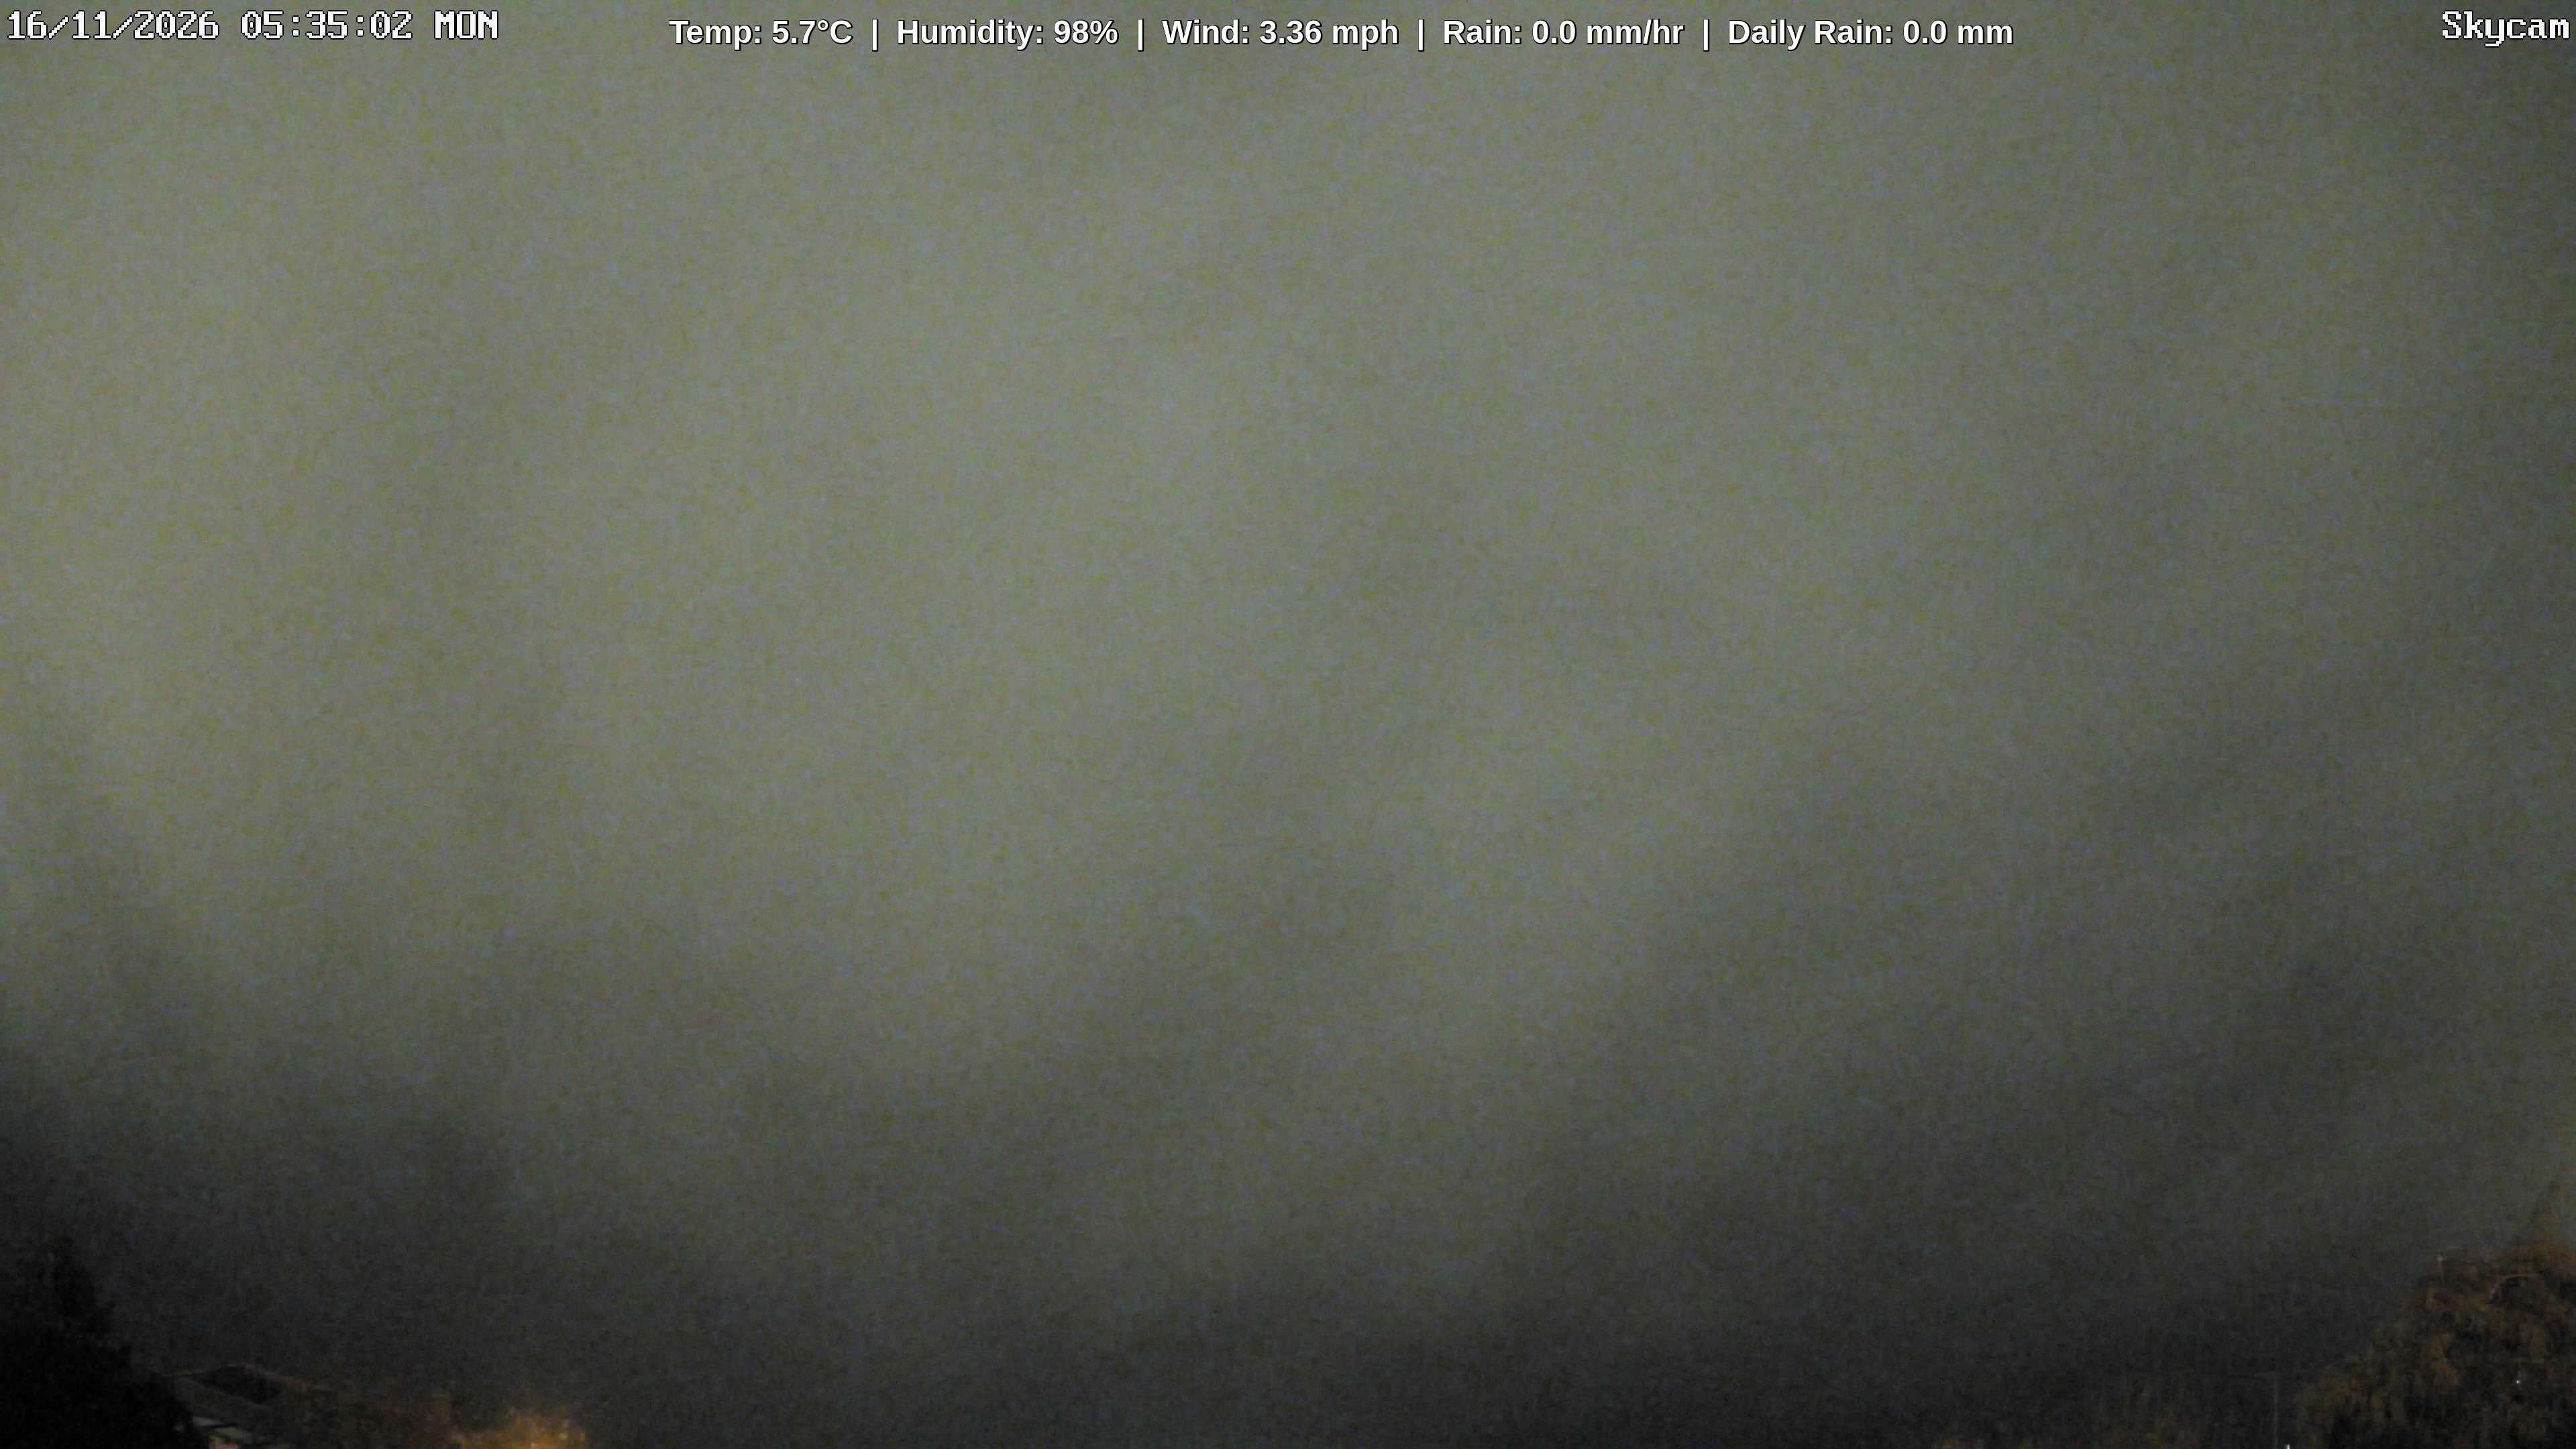 16/11/2026 05:35:02 MON
Temp: 5.7°C | Humidity: 98% | Wind: 3.36 mph | Rain: 0.0 mm/hr | Daily Rain: 0.0 mm
Skycam